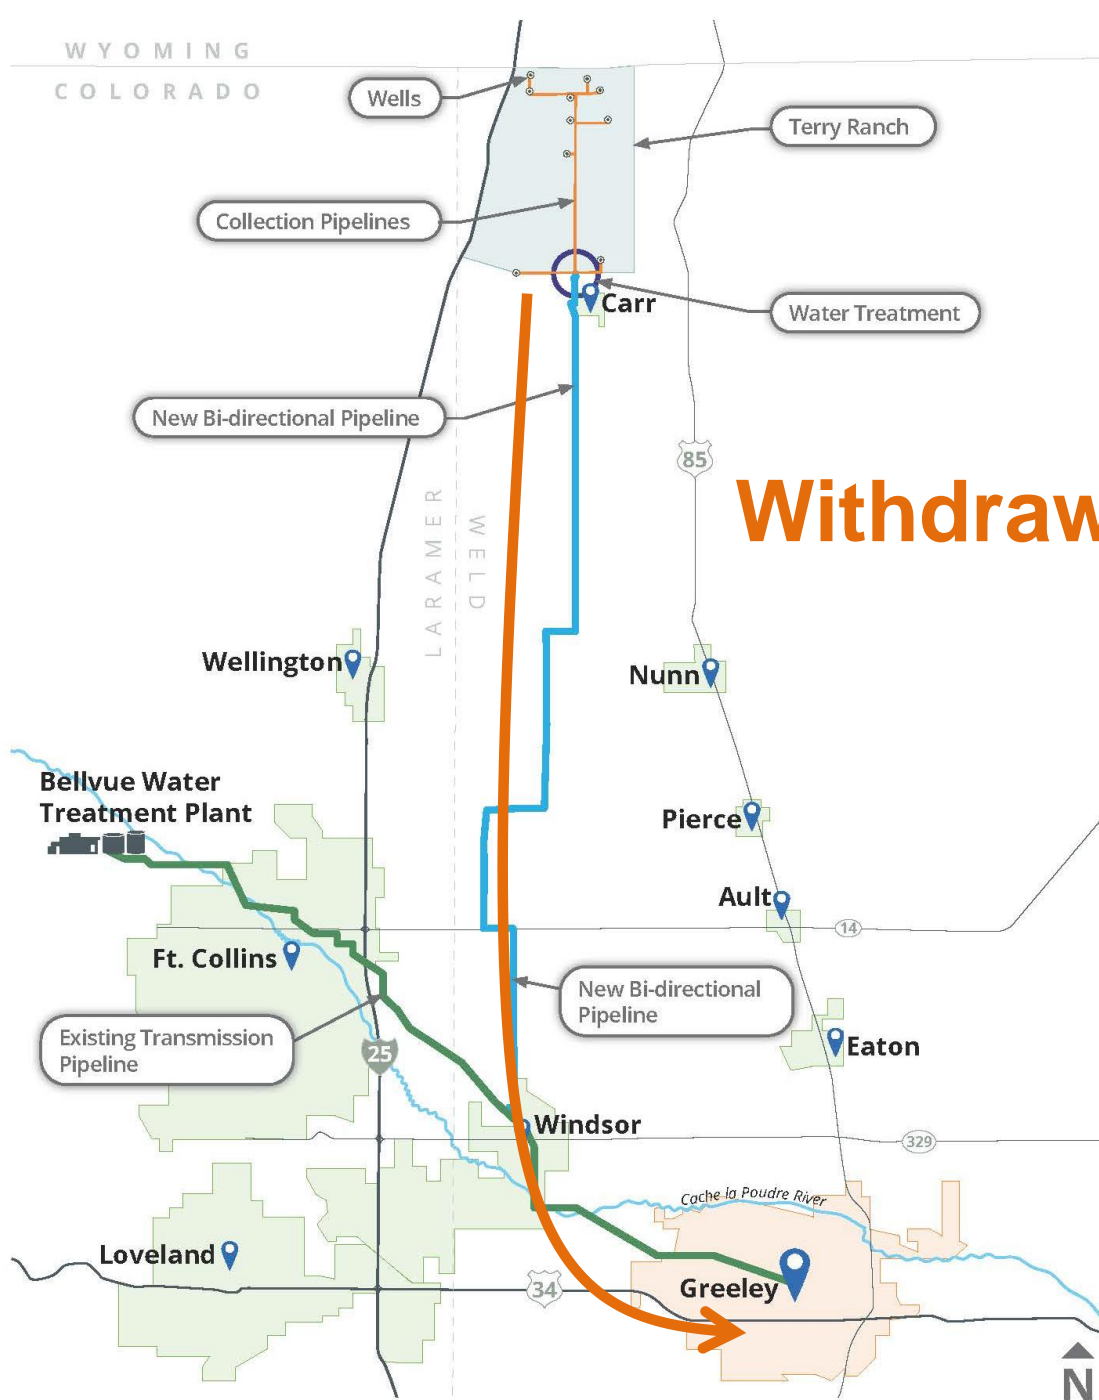 WYOMING
COLORADO
Wells
Terry Ranch
Collection Pipelines
Carr
Water Treatment
New Bi-directional Pipeline
85
Withdraw
LARAMER
WELD
Wellington
Nunn
Bellvue Water
Treatment Plant
Pierce
Ault
14
Ft. Collins
New Bi-directional
Pipeline
Existing Transmission
Pipeline
25
Eaton
Windsor
329
Cache la Poudre River
Loveland
34
Greeley
N